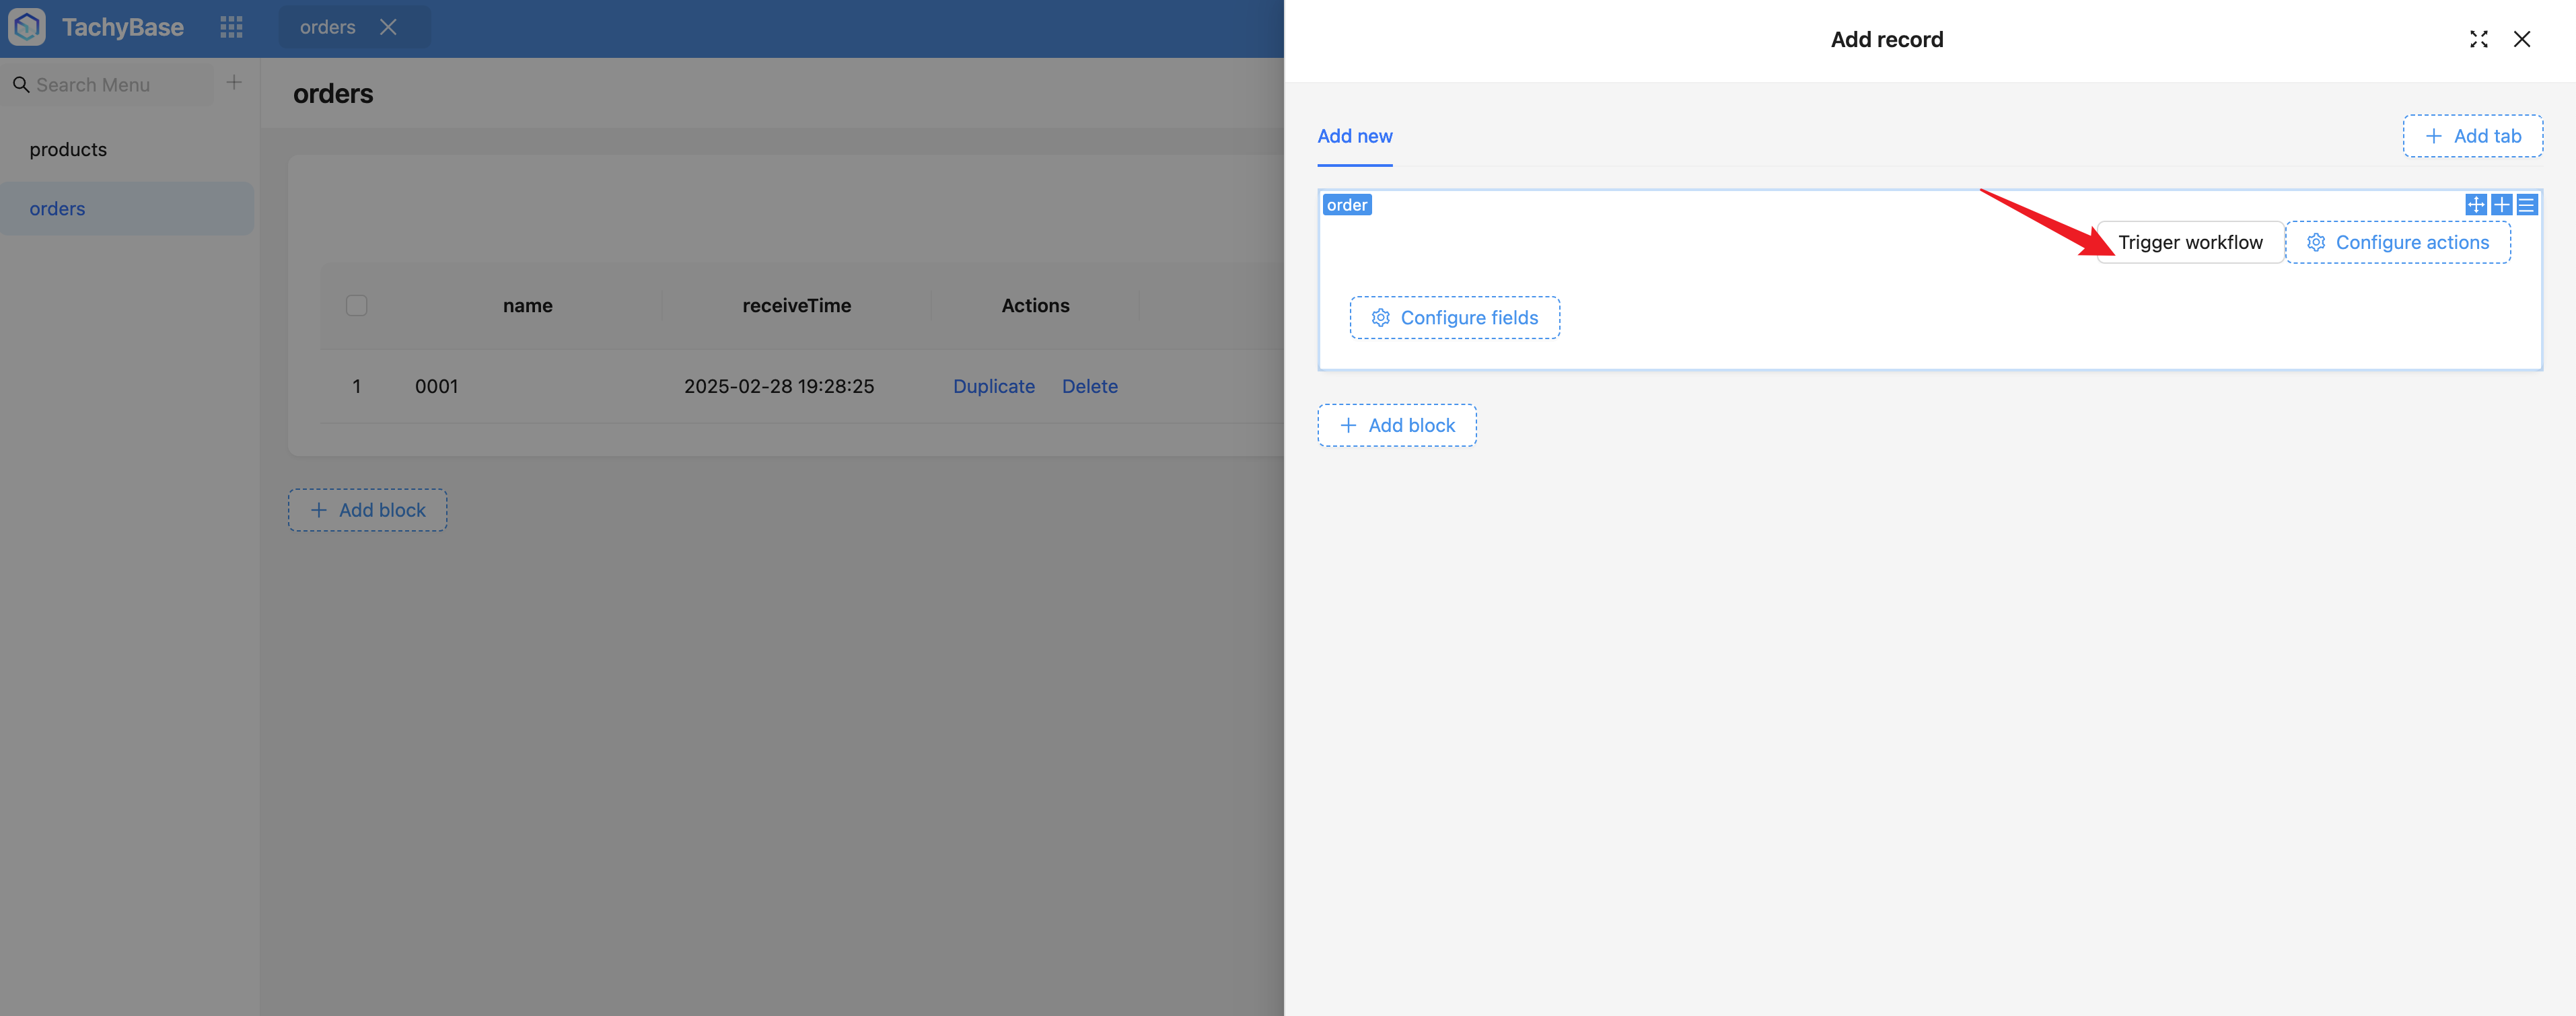 TachyBase
orders
Search Menu
products
orders
orders
name receiveTime Actions
1 0001 2025-02-28 19:28:25 Duplicate Delete
Add block
Add record
Add new
Add tab
order
Trigger workflow
Configure actions
Configure fields
Add block